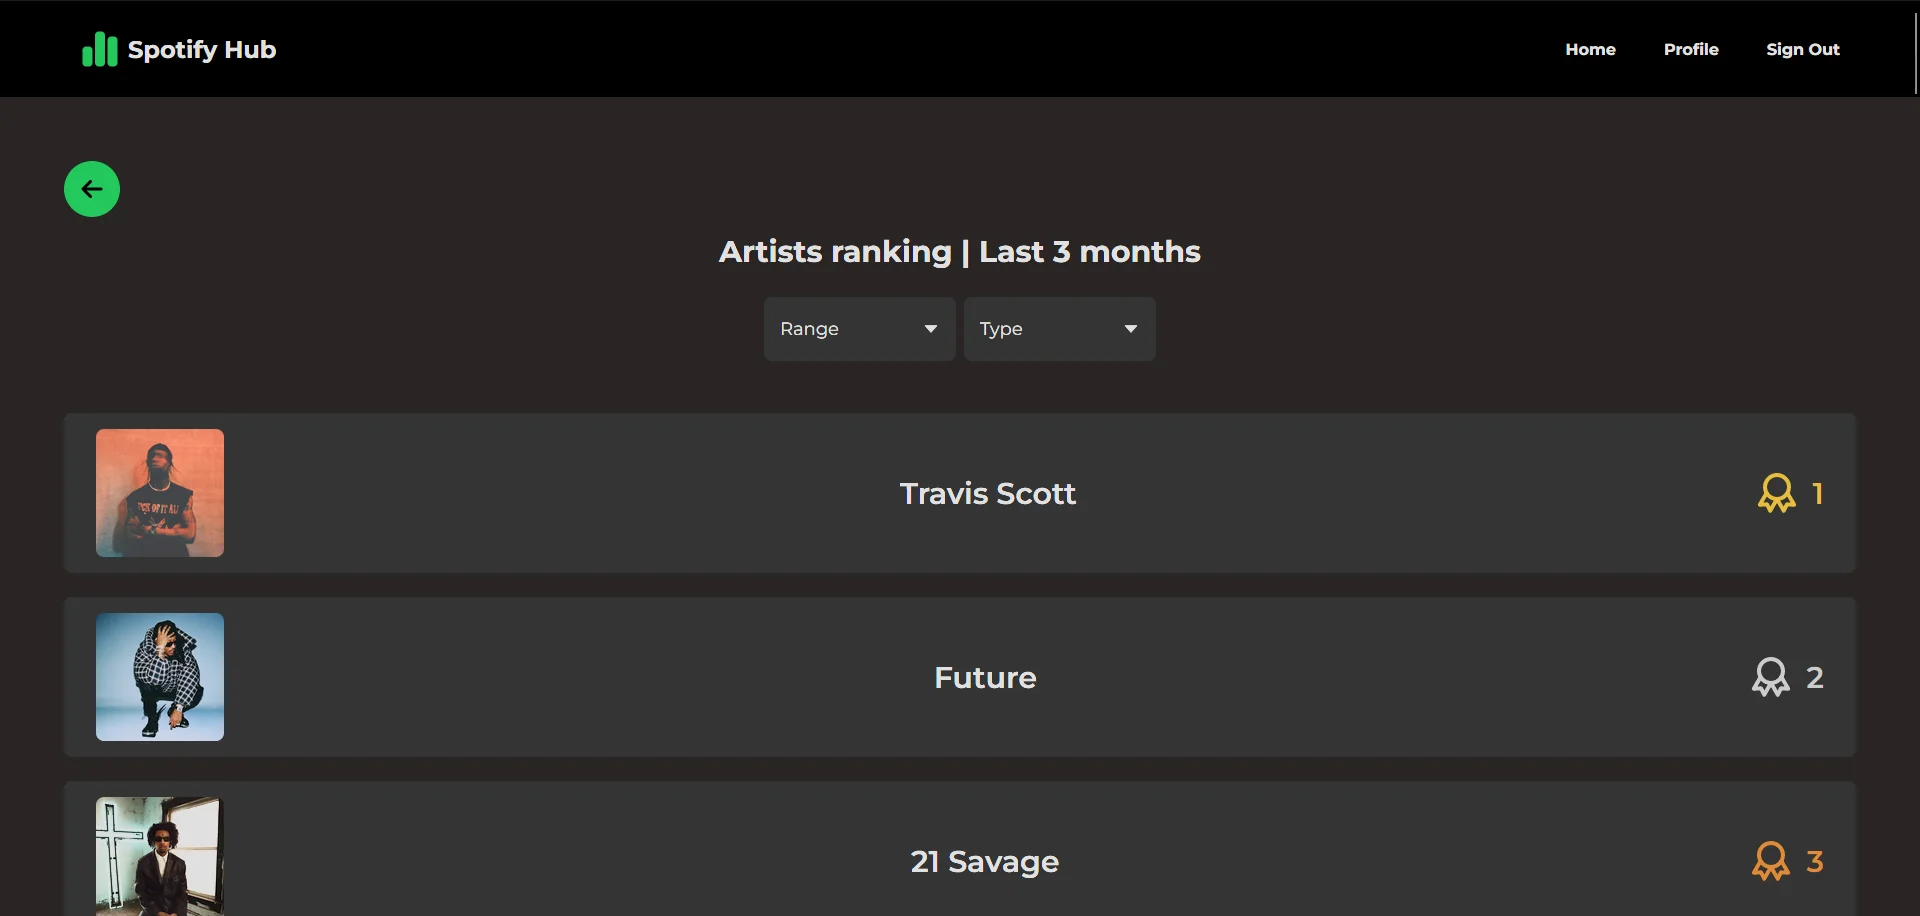 Spotify Hub
Home
Profile
Sign Out
Artists ranking | Last 3 months
Range
Type
Travis Scott
1
Future
2
21 Savage
3